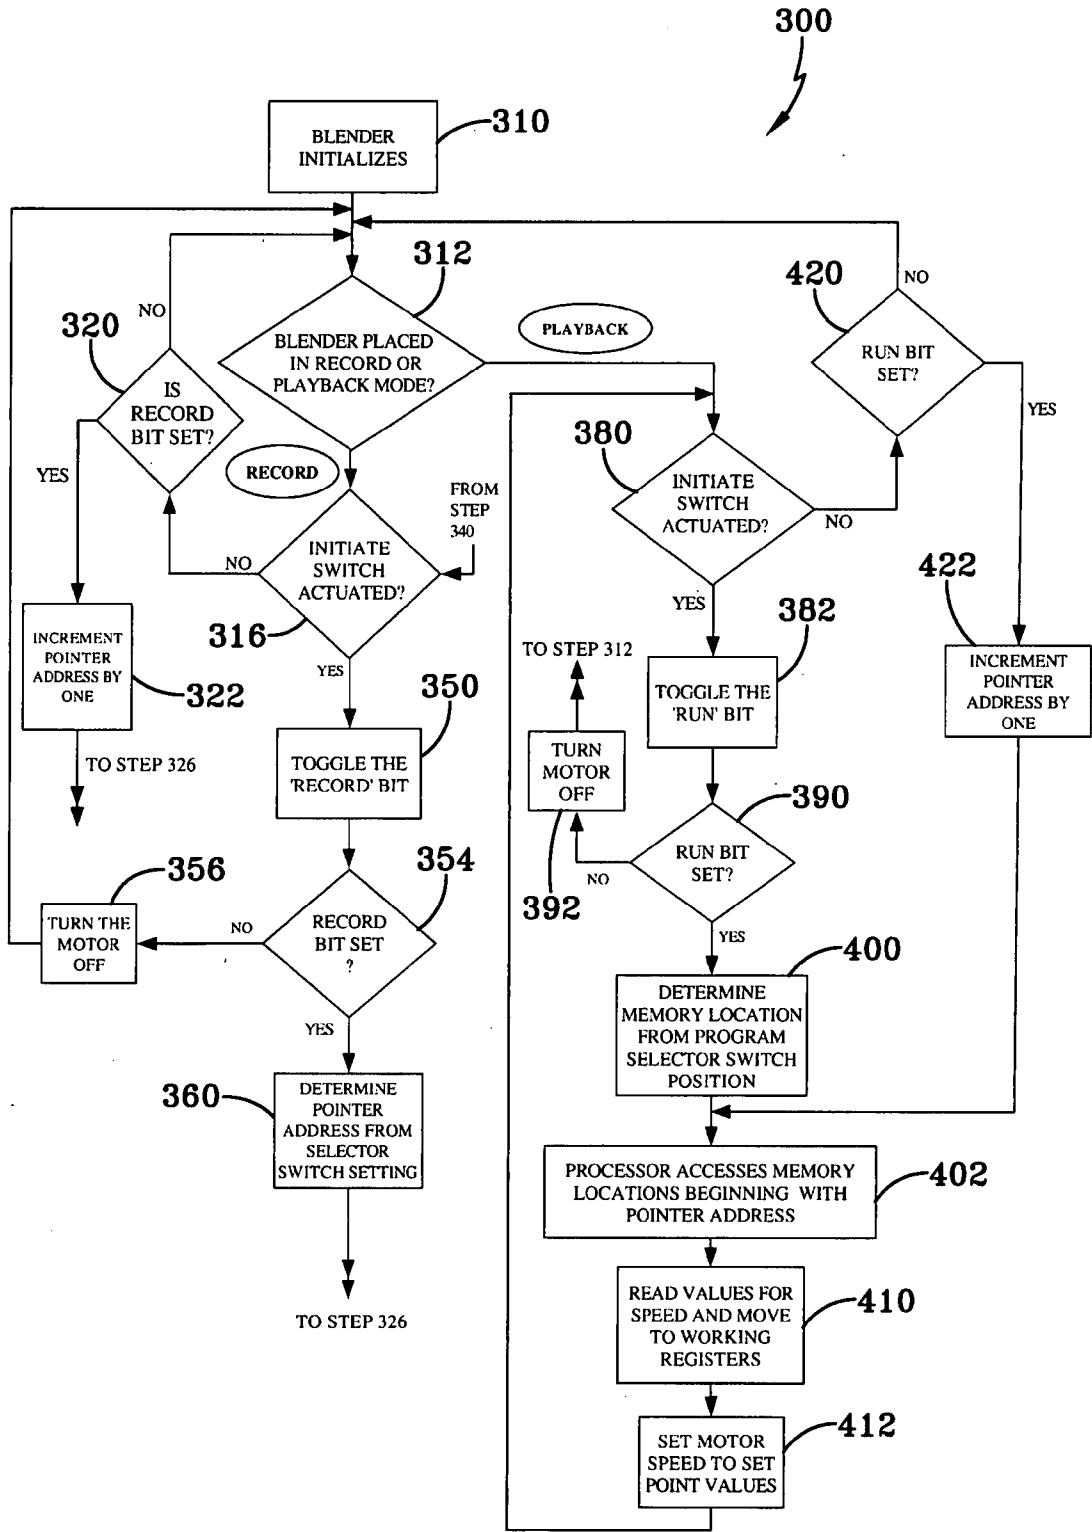 300
BLENDER
INITIALIZES
310
312
BLENDER PLACED
IN RECORD OR
PLAYBACK MODE?
PLAYBACK
420
NO
RUN BIT
SET?
YES
NO
320
IS
RECORD
BIT SET?
YES
RECORD
FROM
STEP
340
380
INITIATE
SWITCH
ACTUATED?
NO
NO
INITIATE
SWITCH
ACTUATED?
316
YES
422
INCREMENT
POINTER
ADDRESS BY
ONE
INCREMENT
POINTER
ADDRESS BY
ONE
322
TO STEP 326
350
TOGGLE THE
'RECORD' BIT
YES
382
TO STEP 312
TOGGLE THE
'RUN' BIT
TURN
MOTOR
OFF
390
RUN BIT
SET?
NO
392
YES
356
TURN THE
MOTOR
OFF
NO
354
RECORD
BIT SET
?
YES
400
DETERMINE
MEMORY LOCATION
FROM PROGRAM
SELECTOR SWITCH
POSITION
360
DETERMINE
POINTER
ADDRESS FROM
SELECTOR
SWITCH SETTING
TO STEP 326
PROCESSOR ACCESSES MEMORY
LOCATIONS BEGINNING WITH
POINTER ADDRESS
402
READ VALUES FOR
SPEED AND MOVE
TO WORKING
REGISTERS
410
SET MOTOR
SPEED TO SET
POINT VALUES
412